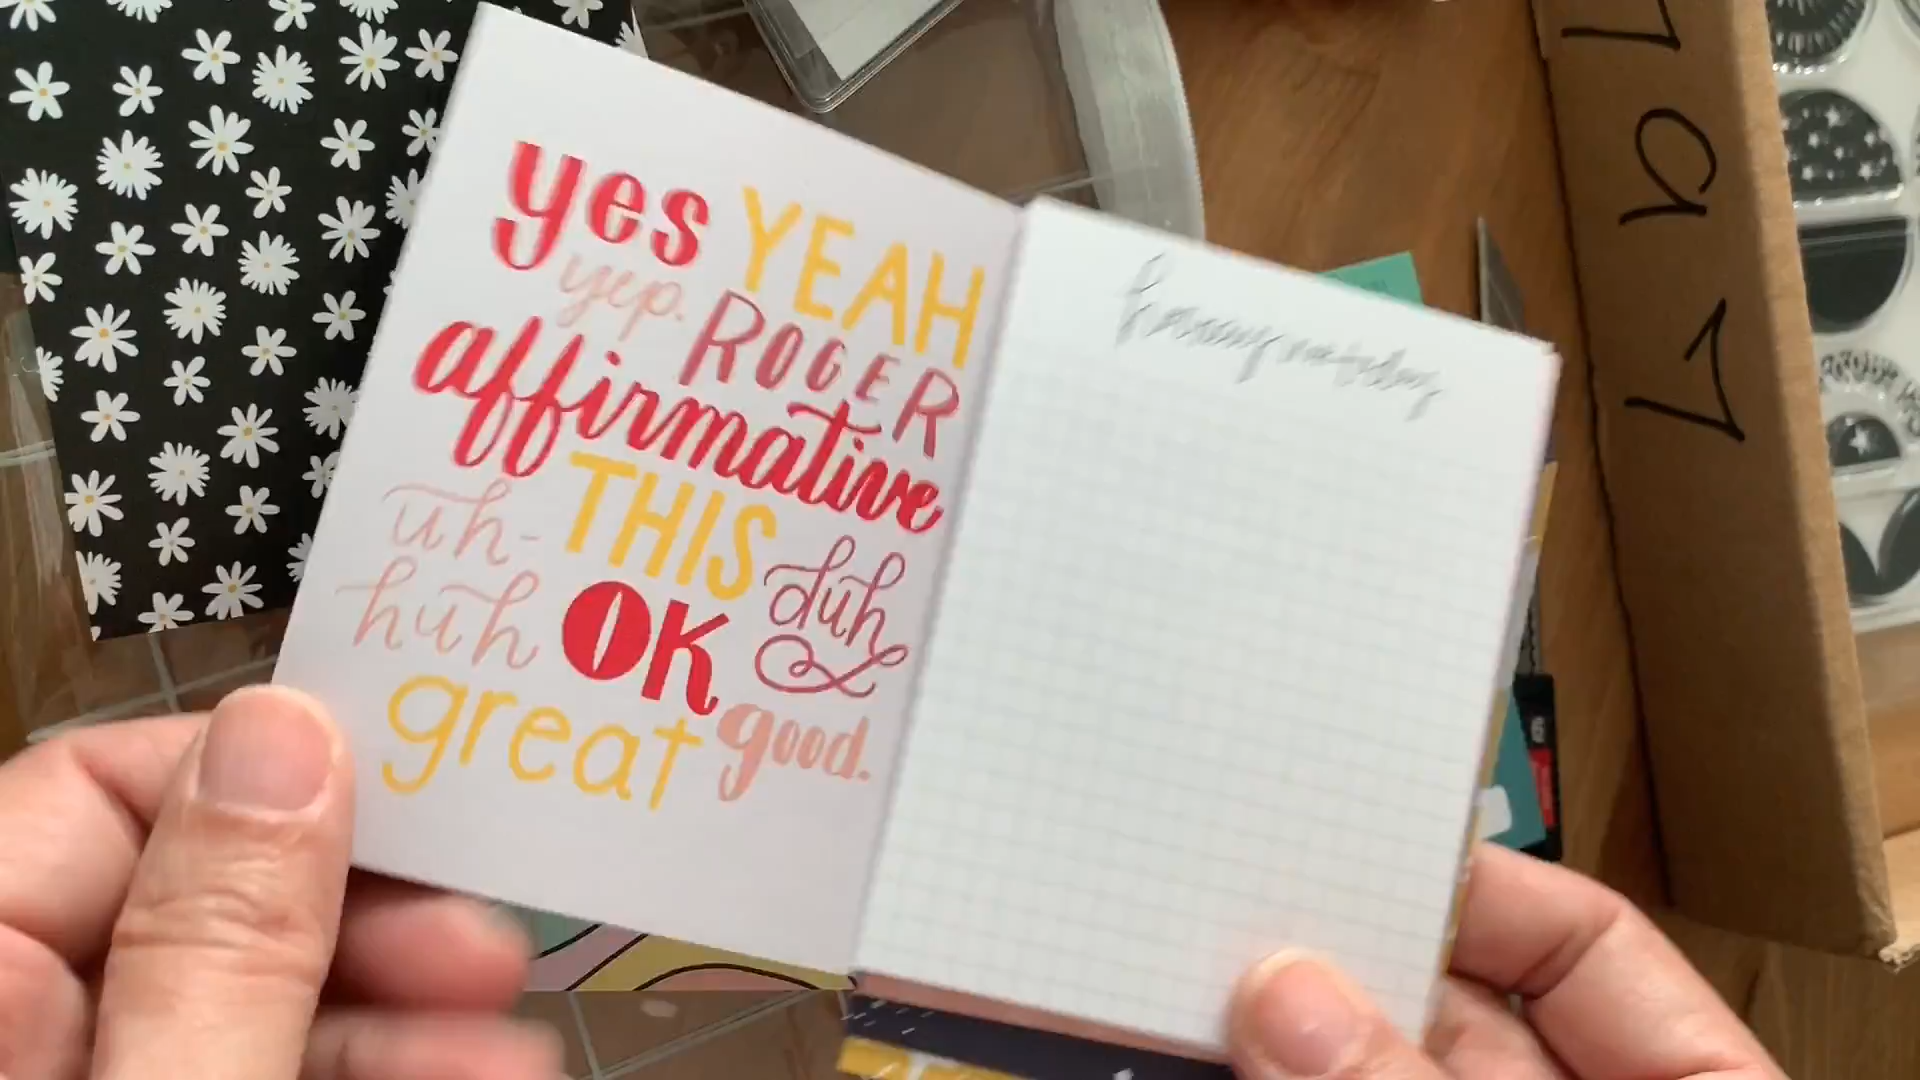 yes YEAH
yep. ROGER
affirmative
uh- THIS duh
huh OK
great good.